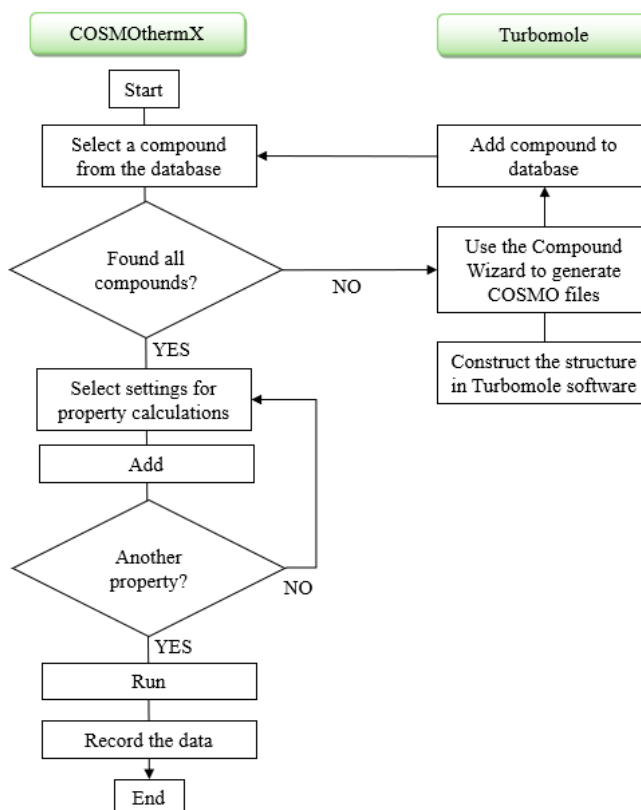 COSMOthermX
Turbomole
Start
Select a compound
from the database
Add compound to
database
Found all
compounds?
NO
Use the Compound
Wizard to generate
COSMO files
YES
Construct the structure
in Turbomole software
Select settings for
property calculations
Add
Another
property?
NO
YES
Run
Record the data
End